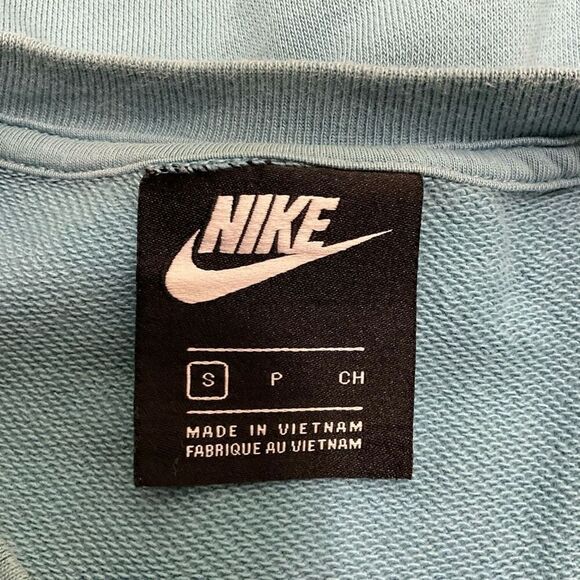 NIKE
S P CH
MADE IN VIETNAM
FABRIQUE AU VIETNAM